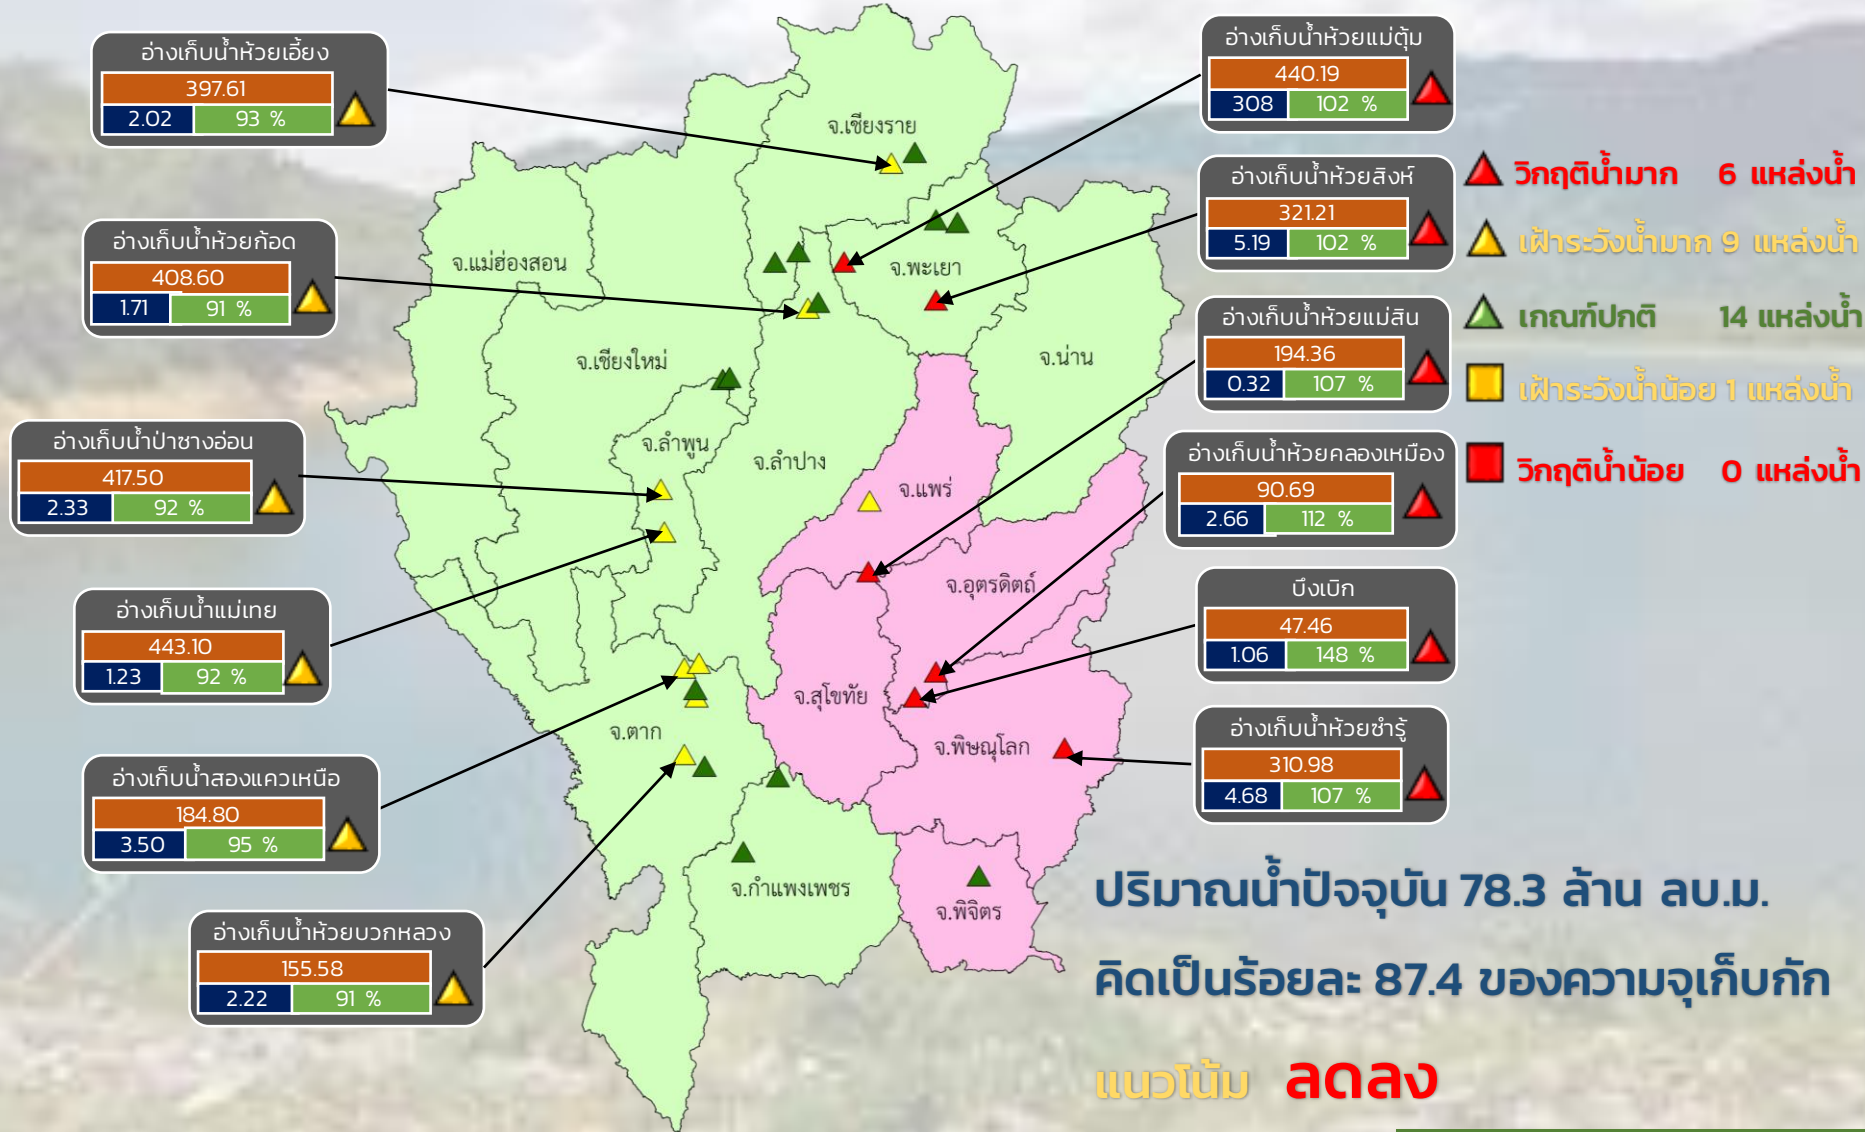 อ่างเก็บน้ำห้วยเอี้ยง
397.61
2.02 93 %
อ่างเก็บน้ำห้วยก้อด
408.60
1.71 91 %
อ่างเก็บน้ำป่าซางอ่อน
417.50
2.33 92 %
อ่างเก็บน้ำแม่เทย
443.10
1.23 92 %
อ่างเก็บน้ำสองแควเหนือ
184.80
3.50 95 %
อ่างเก็บน้ำห้วยบวกหลวง
155.58
2.22 91 %
จ.เชียงราย
จ.แม่ฮ่องสอน
จ.พะเยา
จ.เชียงใหม่
จ.น่าน
จ.ลำพูน
จ.ลำปาง
จ.แพร่
จ.อุตรดิตถ์
จ.สุโขทัย
จ.ตาก
จ.พิษณุโลก
จ.กำแพงเพชร
จ.พิจิตร
อ่างเก็บน้ำห้วยแม่ตุ้ม
440.19
308 102 %
อ่างเก็บน้ำห้วยสิงห์
321.21
5.19 102 %
อ่างเก็บน้ำห้วยแม่สิน
194.36
0.32 107 %
อ่างเก็บน้ำห้วยคลองเหมือง
90.69
2.66 112 %
บึงเบิก
47.46
1.06 148 %
อ่างเก็บน้ำห้วยซำรู้
310.98
4.68 107 %
วิกฤติน้ำมาก 6 แหล่งน้ำ
เฝ้าระวังน้ำมาก 9 แหล่งน้ำ
เกณฑ์ปกติ 14 แหล่งน้ำ
เฝ้าระวังน้ำน้อย 1 แหล่งน้ำ
วิกฤติน้ำน้อย 0 แหล่งน้ำ
ปริมาณน้ำปัจจุบัน 78.3 ล้าน ลบ.ม.
คิดเป็นร้อยละ 87.4 ของความจุเก็บกัก
แนวโน้ม ลดลง